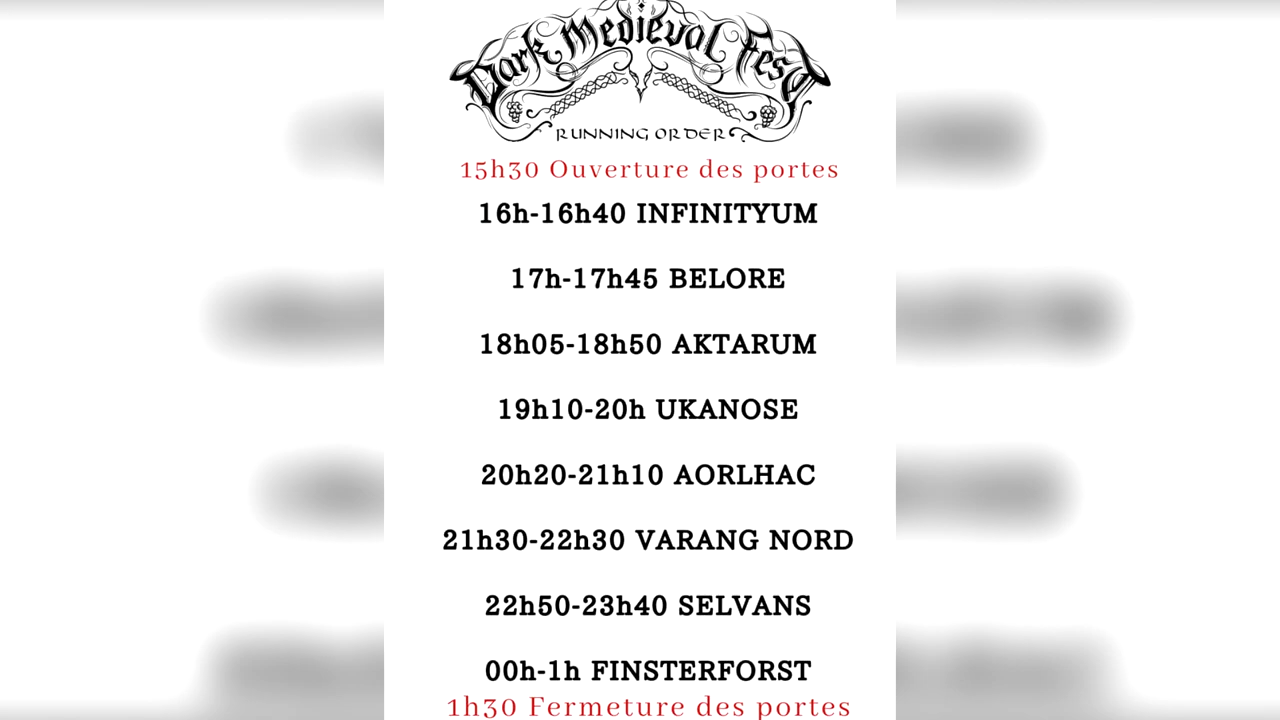 Dark Medieval Fest
RUNNING ORDER
15h30 Ouverture des portes
16h-16h40 INFINITYUM
17h-17h45 BELORE
18h05-18h50 AKTARUM
19h10-20h UKANOSE
20h20-21h10 AORLHAC
21h30-22h30 VARANG NORD
22h50-23h40 SELVANS
00h-1h FINSTERFORST
1h30 Fermeture des portes